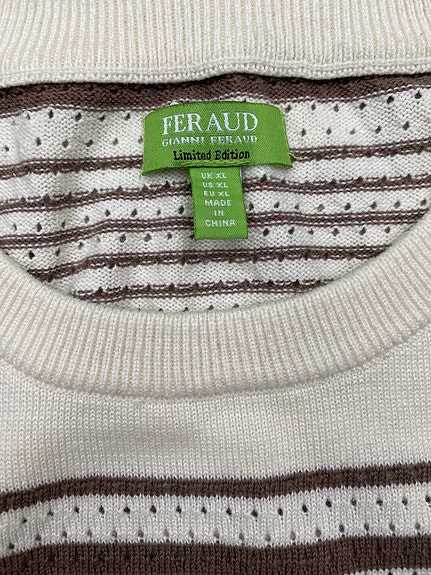 FERAUD
GIANNI FERAUD
Limited Edition
UK XL
US XL
EU XL
MADE
IN
CHINA